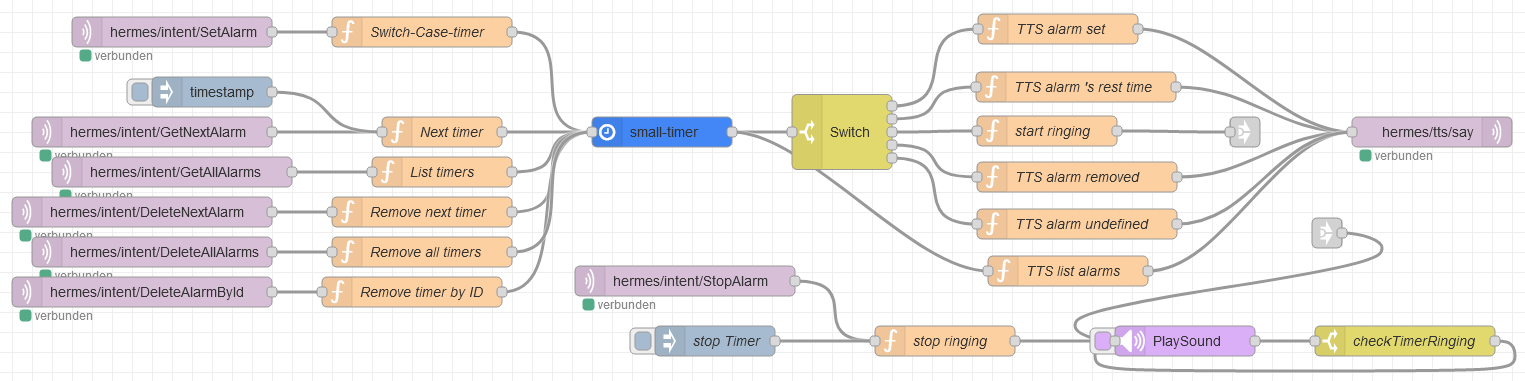 hermes/intent/SetAlarm
Switch-Case-timer
TTS alarm set
verbunden
timestamp
TTS alarm 's rest time
hermes/intent/GetNextAlarm
Next timer
small-timer
Switch
start ringing
hermes/tts/say
verbunden
verbunden
hermes/intent/GetAllAlarms
List timers
TTS alarm removed
verbunden
hermes/intent/DeleteNextAlarm
Remove next timer
TTS alarm undefined
verbunden
hermes/intent/DeleteAllAlarms
Remove all timers
TTS list alarms
verbunden
hermes/intent/DeleteAlarmById
Remove timer by ID
hermes/intent/StopAlarm
verbunden
verbunden
stop Timer
stop ringing
PlaySound
checkTimerRinging